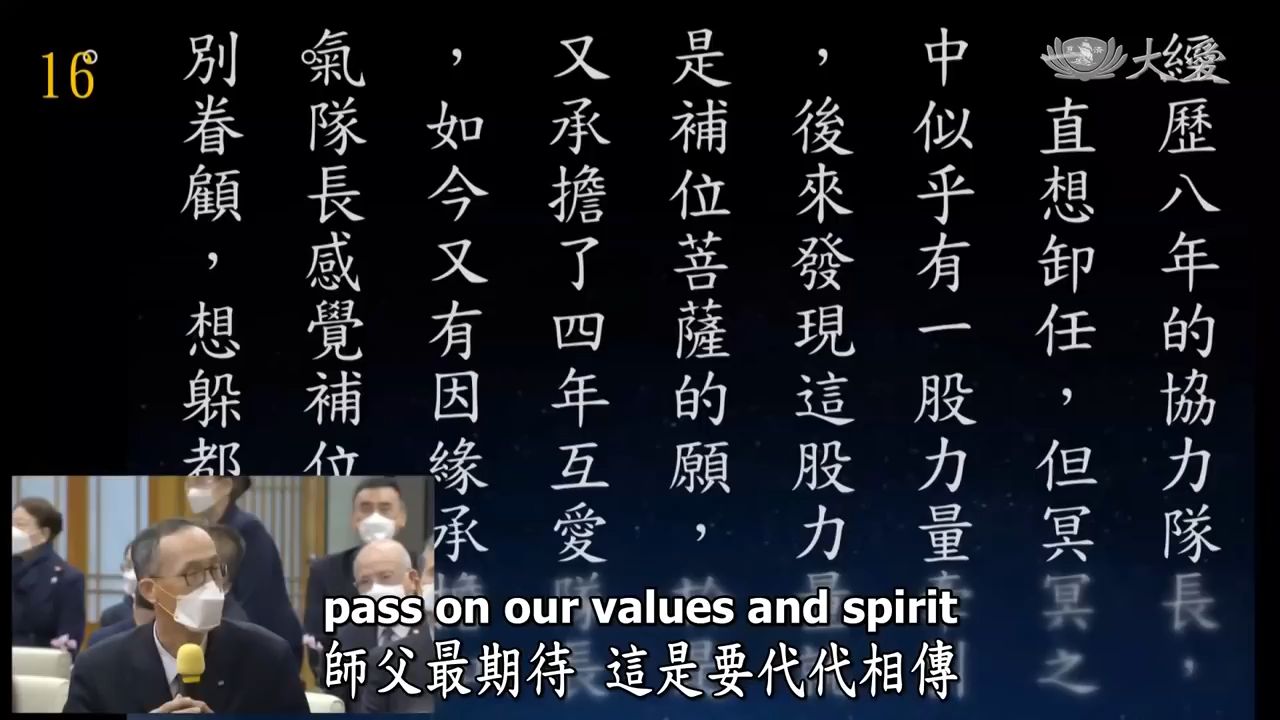 16°
大愛
歷八年的協力隊長，
直想卸任，但冥冥之
中似乎有一股力量
，後來發現這股力量
是補位菩薩的願，
又承擔了四年互愛隊長
，如今又有因緣承擔
氣隊長感覺補位
別眷顧，想躲都
pass on our values and spirit
師父最期待 這是要代代相傳